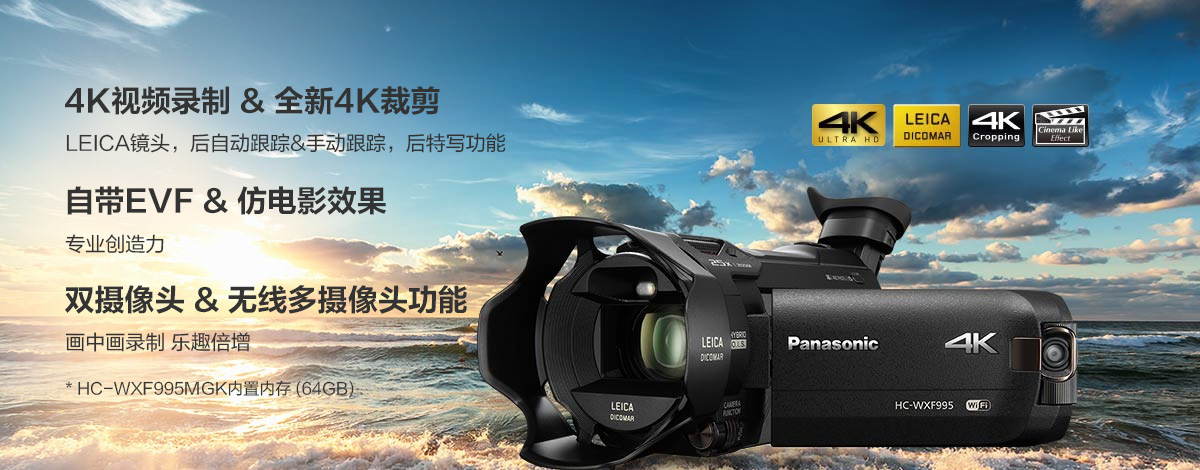 4K视频录制 & 全新4K裁剪
LEICA镜头，后自动跟踪&手动跟踪，后特写功能
自带EVF & 仿电影效果
专业创造力
双摄像头 & 无线多摄像头功能
画中画录制 乐趣倍增
* HC-WXF995MGK内置内存 (64GB)
4K
ULTRA HD
LEICA
DICOMAR
4K
Cropping
Cinema Like
Effect
25x ZOOM
HYBRID
O.I.S.
LEICA
DICOMAR
LEICA
DICOMAR
CAMERA
FUNCTION
Panasonic
4K
HC-WXF995 WiFi